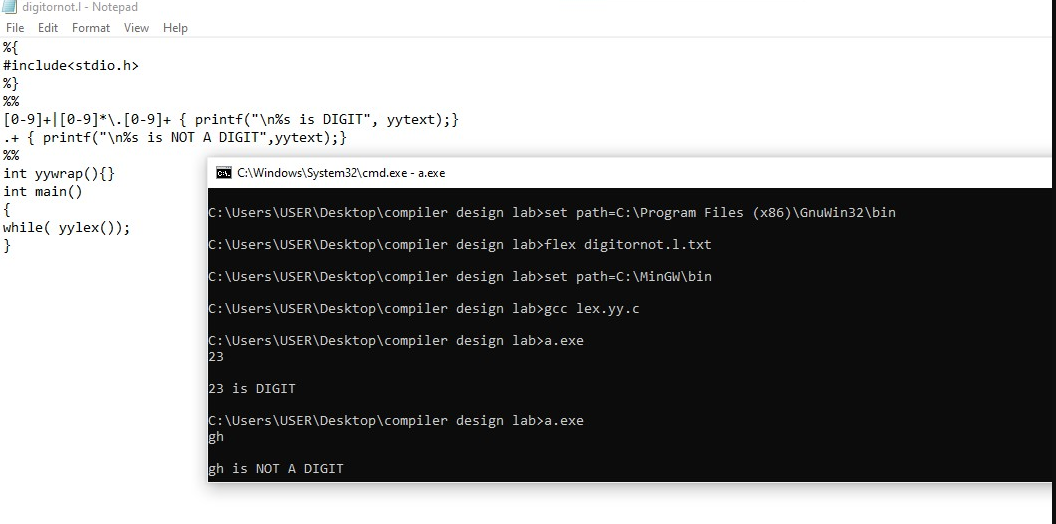 digitornot.l - Notepad
File Edit Format View Help
%{
#include<stdio.h>
%}
%%
[0-9]+|[0-9]*\.[0-9]+ { printf("\n%s is DIGIT", yytext);}
.+ { printf("\n%s is NOT A DIGIT",yytext);}
%%
int yywrap(){}
int main()
{
while( yylex());
}
C:\Windows\System32\cmd.exe - a.exe
C:\Users\USER\Desktop\compiler design lab>set path=C:\Program Files (x86)\GnuWin32\bin
C:\Users\USER\Desktop\compiler design lab>flex digitornot.l.txt
C:\Users\USER\Desktop\compiler design lab>set path=C:\MinGW\bin
C:\Users\USER\Desktop\compiler design lab>gcc lex.yy.c
C:\Users\USER\Desktop\compiler design lab>a.exe
23
23 is DIGIT
C:\Users\USER\Desktop\compiler design lab>a.exe
gh
gh is NOT A DIGIT